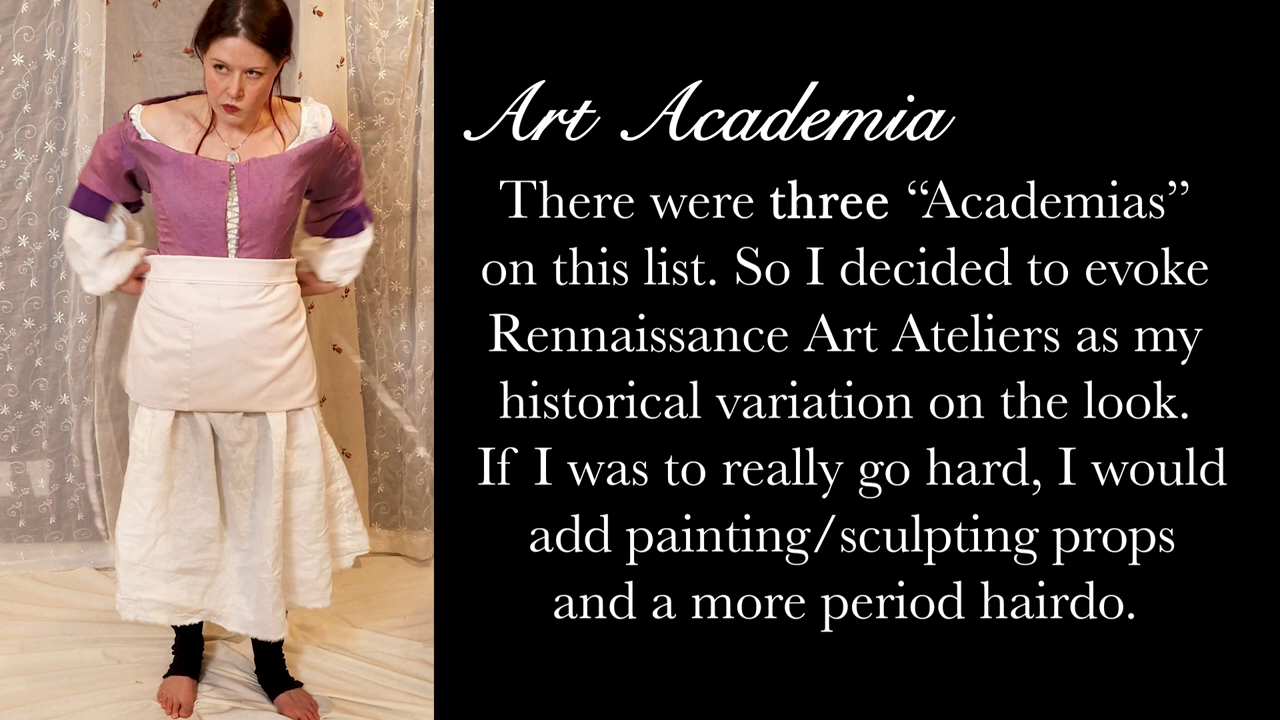 Art Academia
There were three “Academias”
on this list. So I decided to evoke
Rennaissance Art Ateliers as my
historical variation on the look.
If I was to really go hard, I would
add painting/sculpting props
and a more period hairdo.